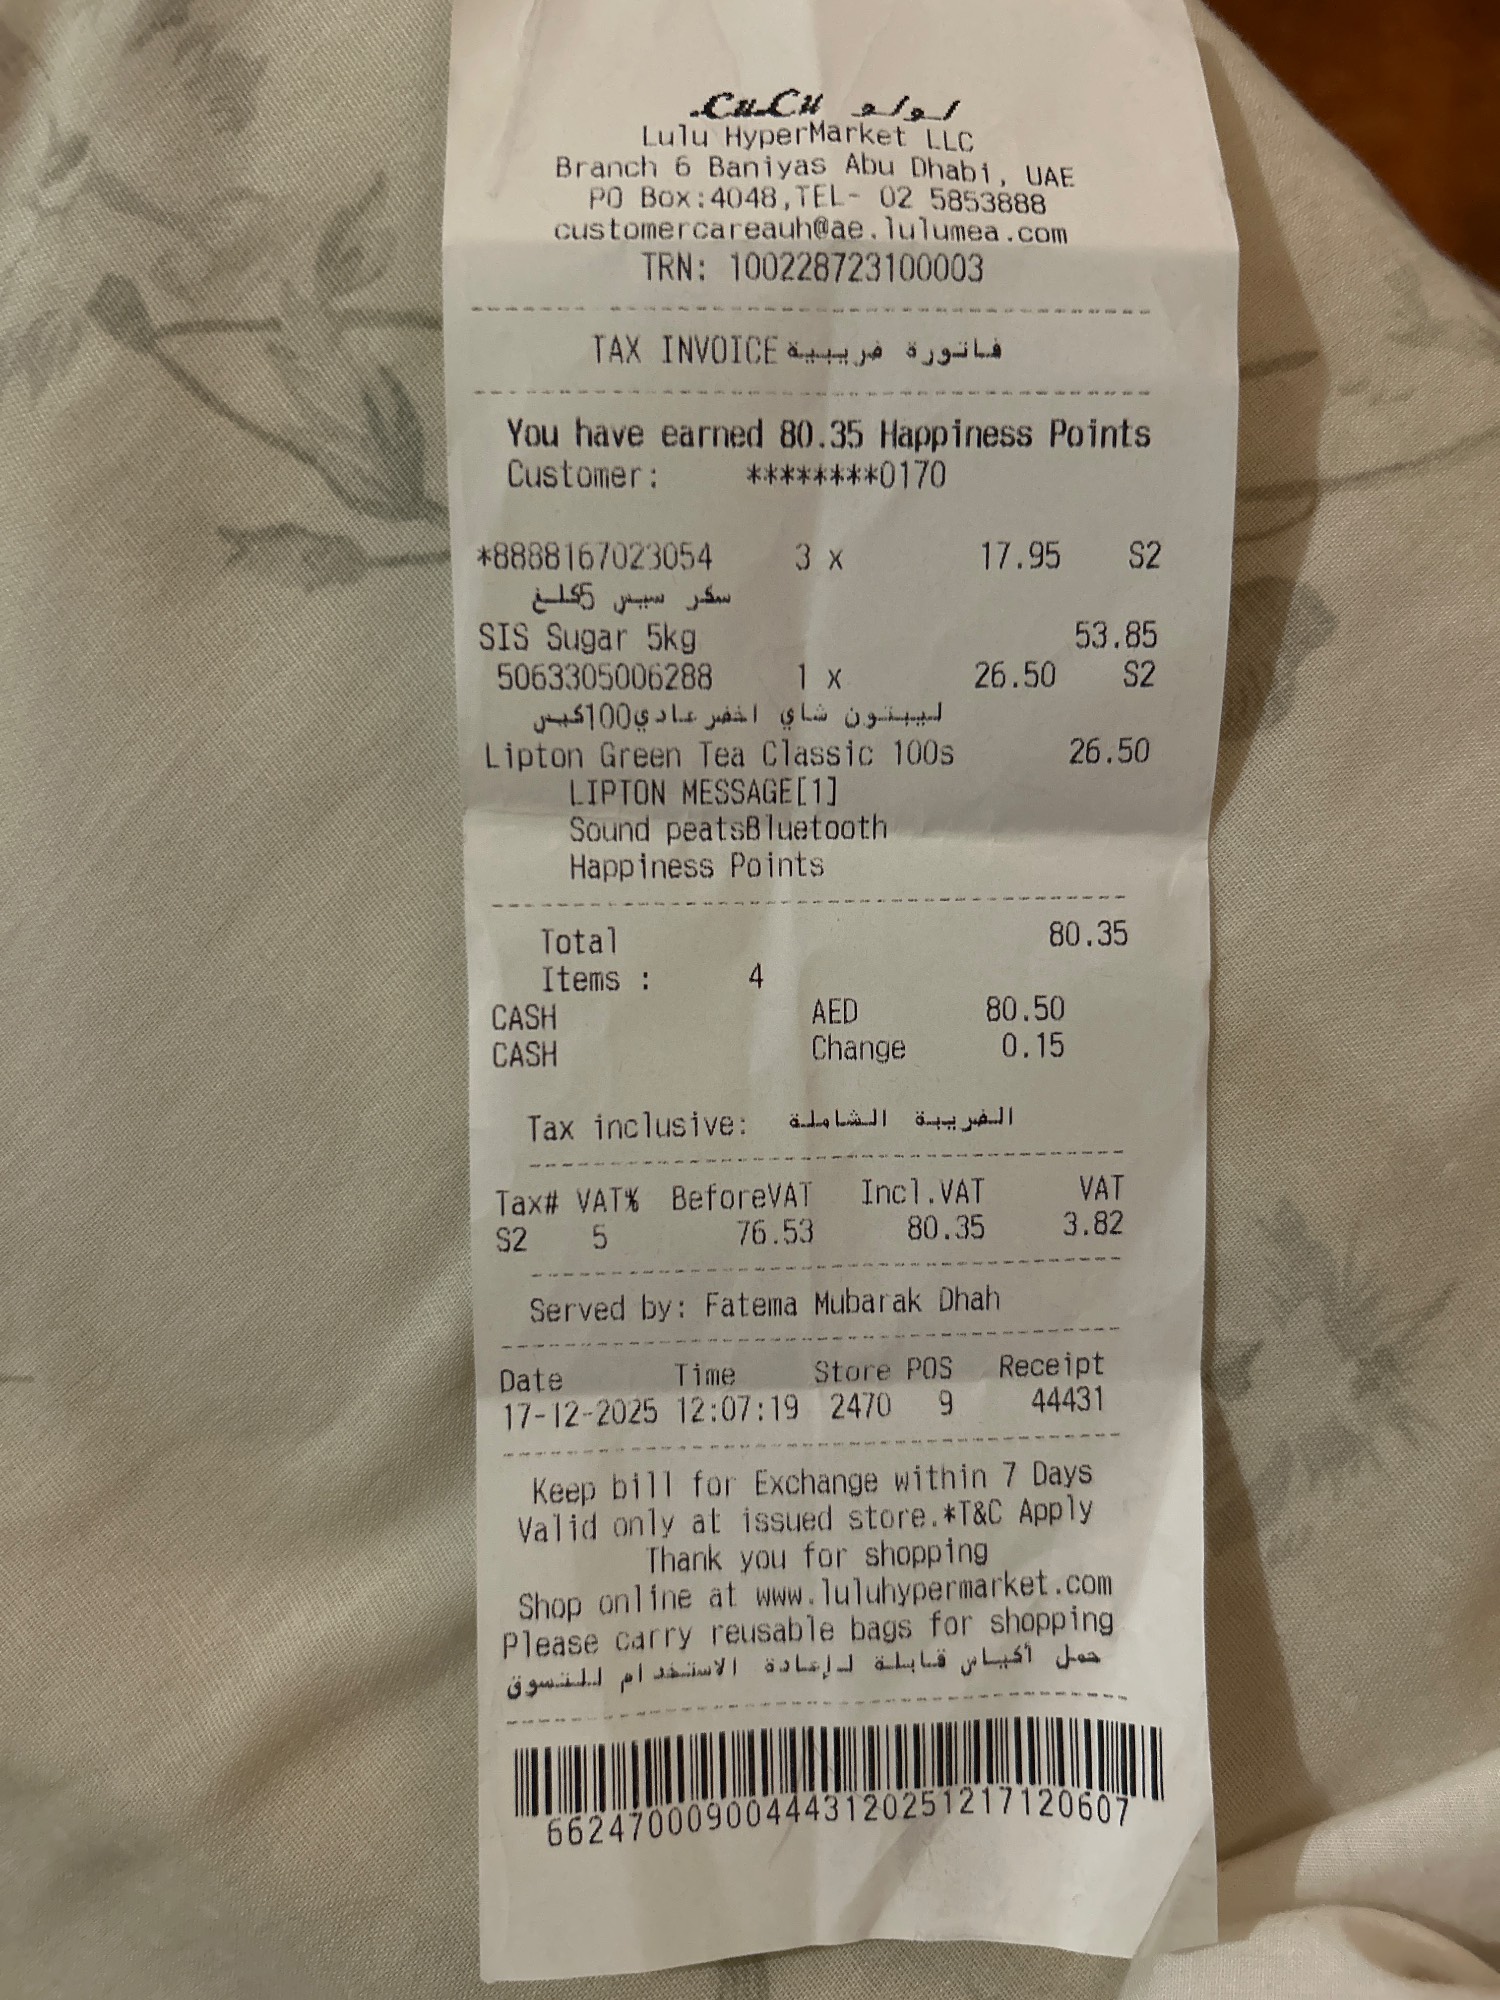 LuLu لولو
Lulu HyperMarket LLC
Branch 6 Baniyas Abu Dhabi, UAE
PO Box:4048,TEL- 02 5853888
customercareauh@ae.lulumea.com
TRN: 100228723100003
TAX INVOICE فاتورة ضريبية
You have earned 80.35 Happiness Points
Customer: ********0170
*8888167023054 3 x 17.95 S2
سكر سيس 5كلغ
SIS Sugar 5kg 53.85
5063305006288 1 x 26.50 S2
ليبتون شاي اخضر عادي100كيس
Lipton Green Tea Classic 100s 26.50
LIPTON MESSAGE[1]
Sound peatsBluetooth
Happiness Points
Total 80.35
Items : 4
CASH AED 80.50
CASH Change 0.15
Tax inclusive: الضريبة الشاملة
Tax# VAT% BeforeVAT Incl.VAT VAT
S2 5 76.53 80.35 3.82
Served by: Fatema Mubarak Dhah
Date Time Store POS Receipt
17-12-2025 12:07:19 2470 9 44431
Keep bill for Exchange within 7 Days
Valid only at issued store.*T&C Apply
Thank you for shopping
Shop online at www.luluhypermarket.com
Please carry reusable bags for shopping
حمل أكياس قابلة لإعادة الاستخدام للتسوق
66247000900444312025121712​0607